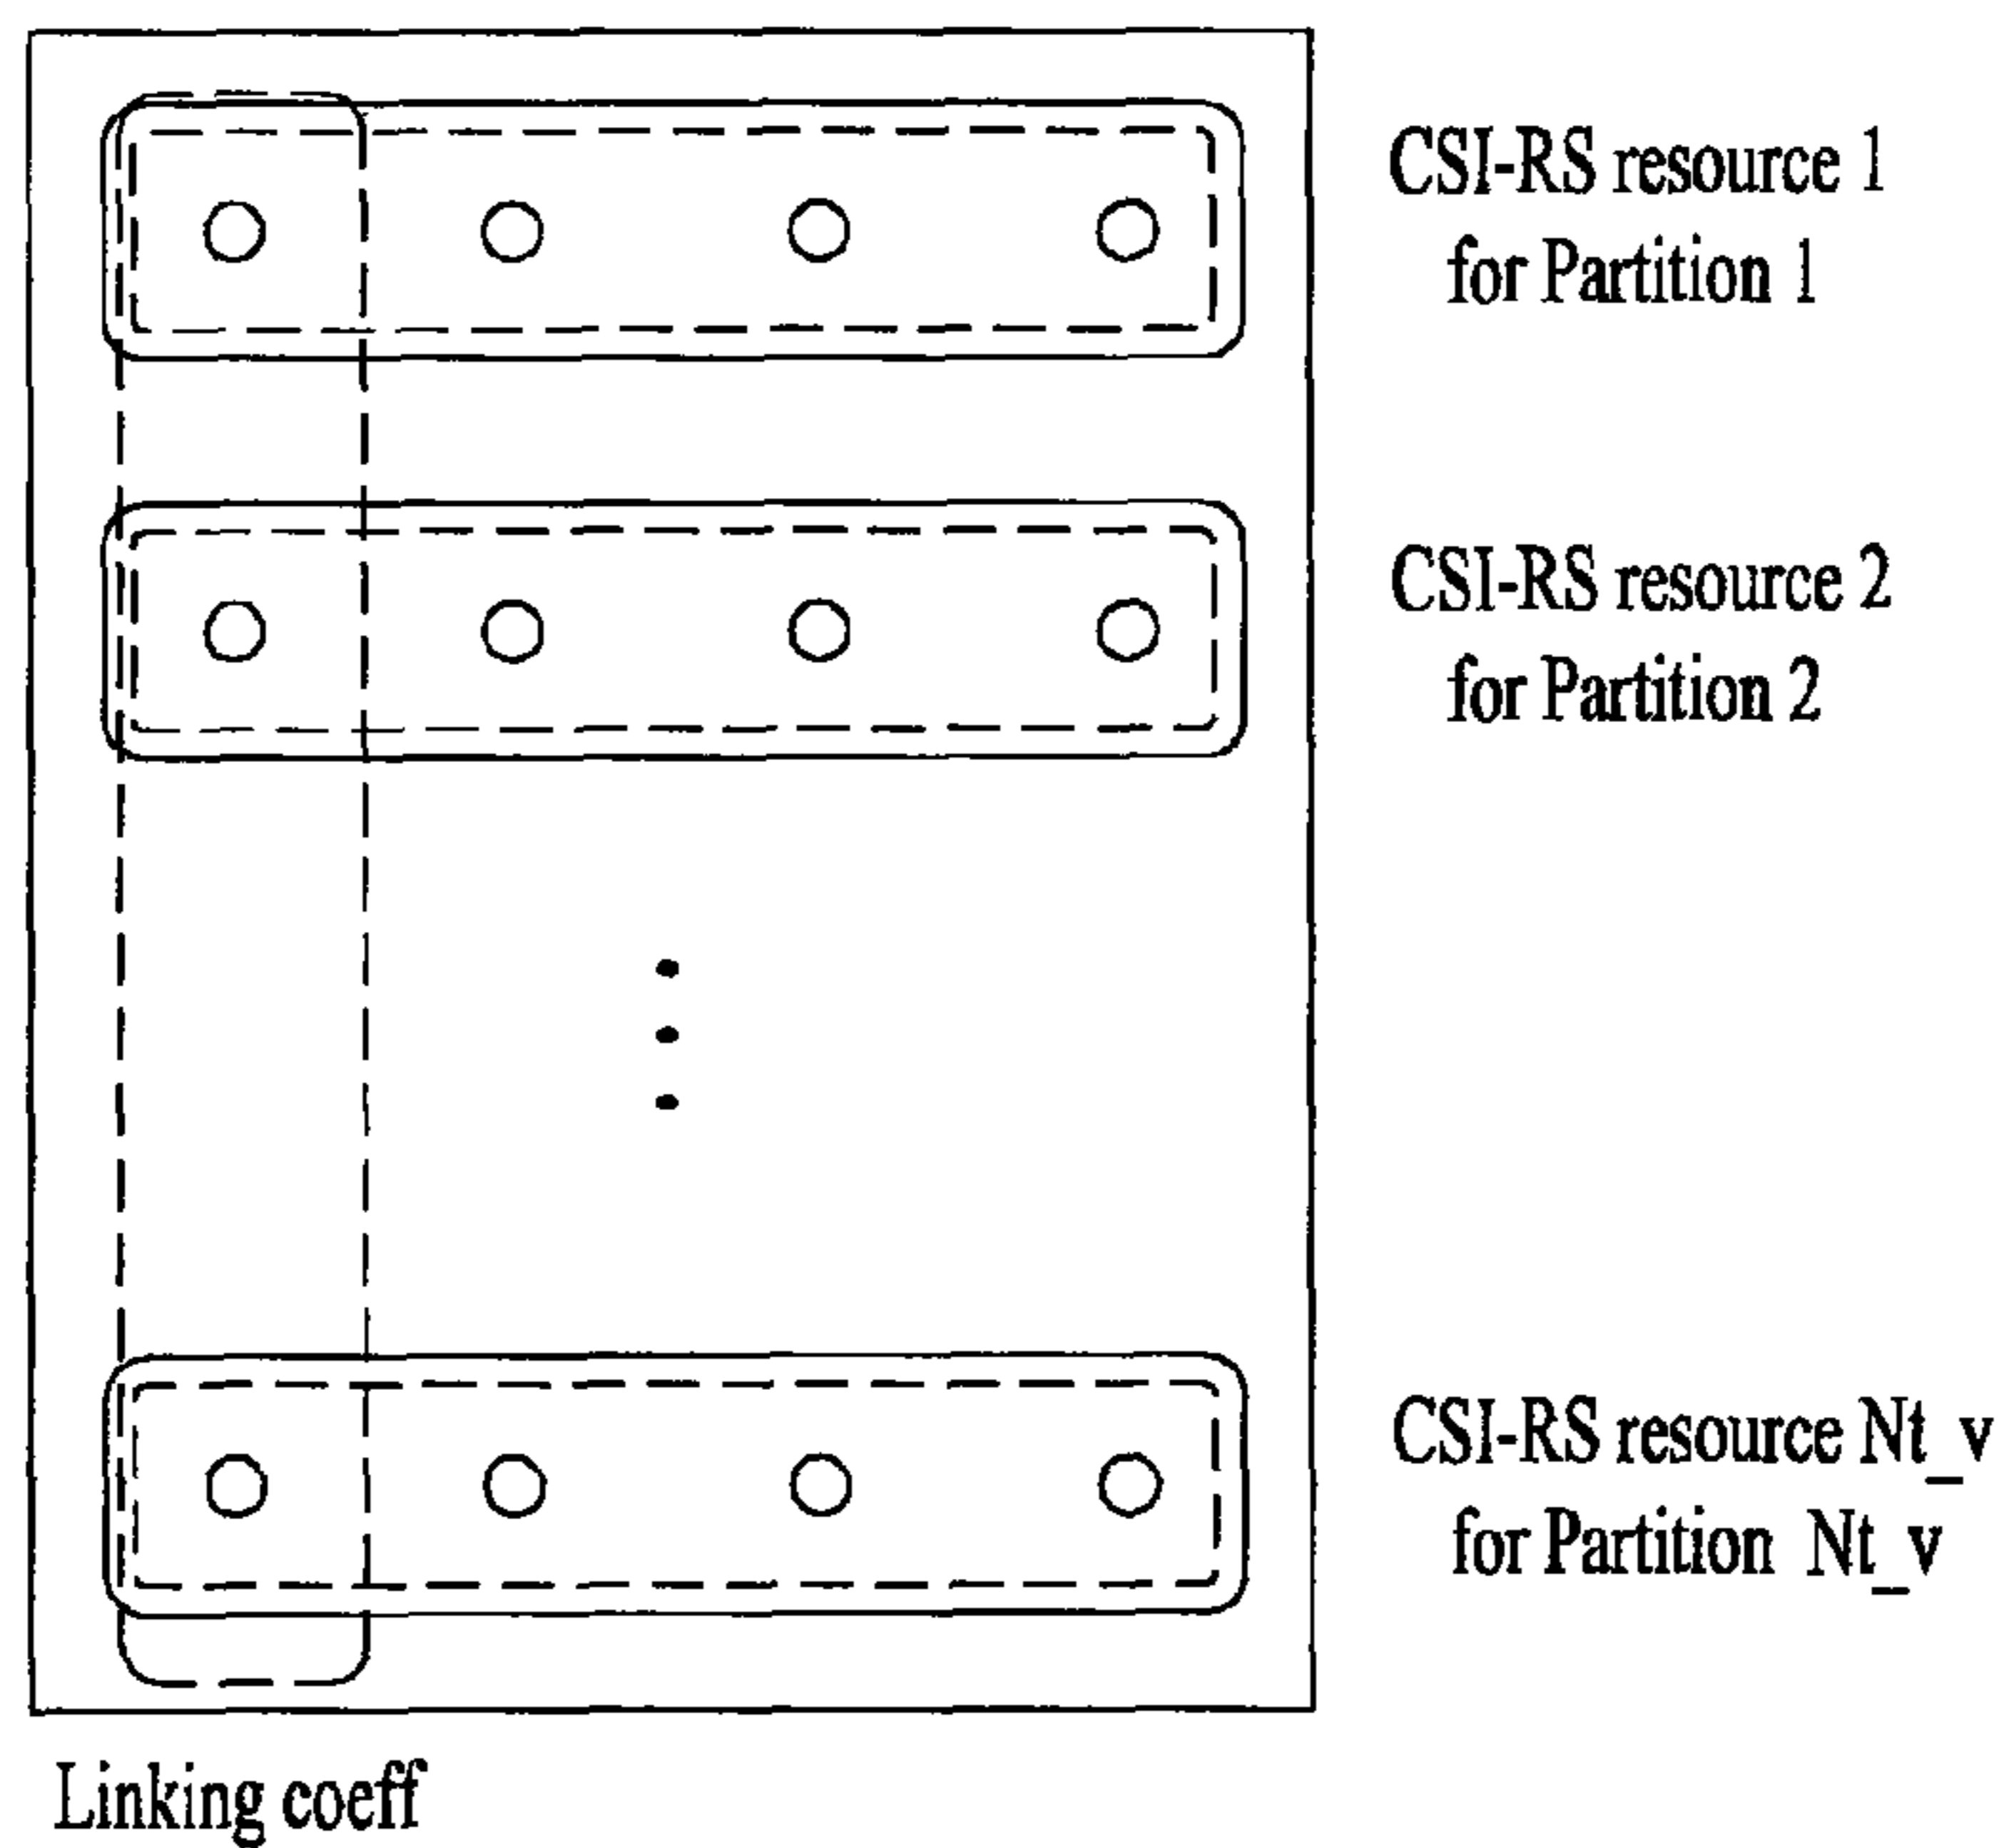 CSI-RS resource 1
for Partition 1
CSI-RS resource 2
for Partition 2
CSI-RS resource Nt_v
for Partition Nt_v
Linking coeff